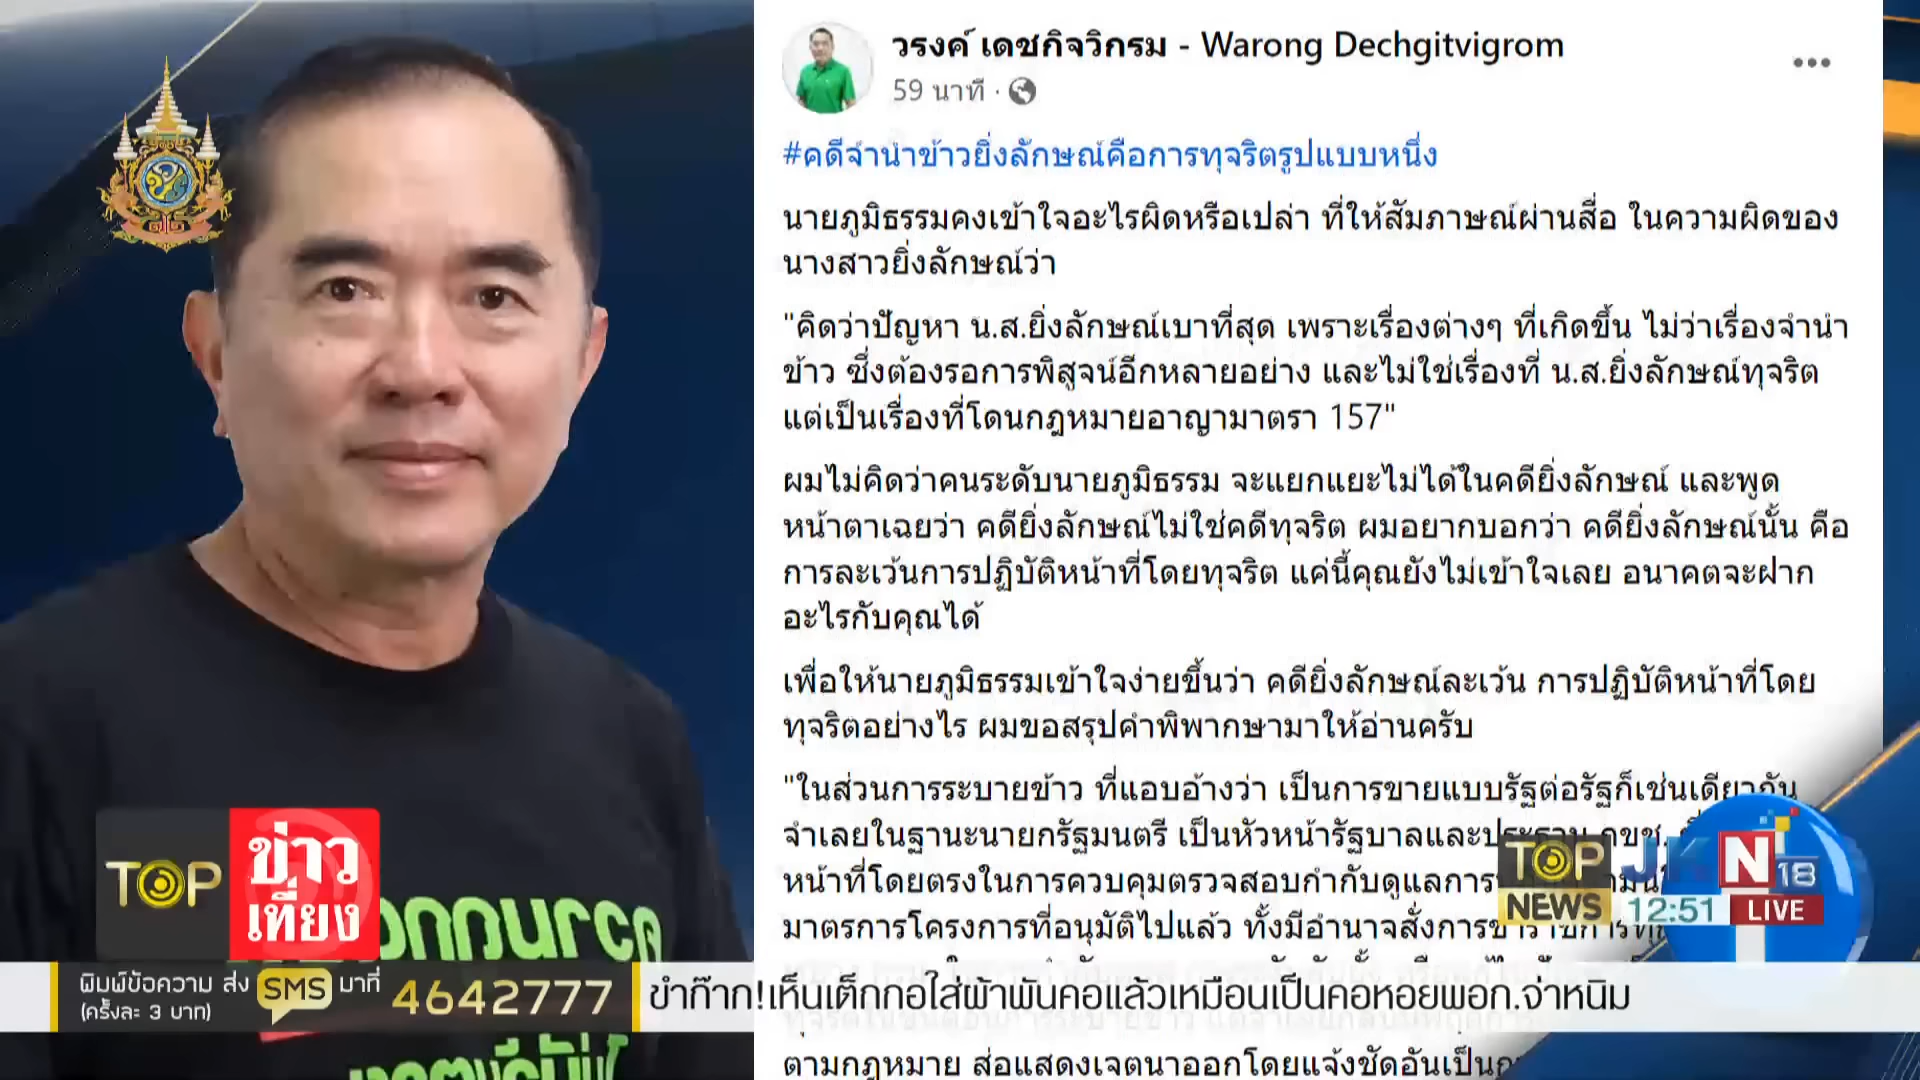 วรงค์ เดชกิจวิกรม - Warong Dechgitvigrom
59 นาที ·
#คดีจำนำข้าวยิ่งลักษณ์คือการทุจริตรูปแบบหนึ่ง
นายภูมิธรรมคงเข้าใจอะไรผิดหรือเปล่า ที่ให้สัมภาษณ์ผ่านสื่อ ในความผิดของ
นางสาวยิ่งลักษณ์ว่า
"คิดว่าปัญหา น.ส.ยิ่งลักษณ์เบาที่สุด เพราะเรื่องต่างๆ ที่เกิดขึ้น ไม่ว่าเรื่องจำนำ
ข้าว ซึ่งต้องรอการพิสูจน์อีกหลายอย่าง และไม่ใช่เรื่องที่ น.ส.ยิ่งลักษณ์ทุจริต
แต่เป็นเรื่องที่โดนกฎหมายอาญามาตรา 157"
ผมไม่คิดว่าคนระดับนายภูมิธรรม จะแยกแยะไม่ได้ในคดียิ่งลักษณ์ และพูด
หน้าตาเฉยว่า คดียิ่งลักษณ์ไม่ใช่คดีทุจริต ผมอยากบอกว่า คดียิ่งลักษณ์นั้น คือ
การละเว้นการปฏิบัติหน้าที่โดยทุจริต แค่นี้คุณยังไม่เข้าใจเลย อนาคตจะฝาก
อะไรกับคุณได้
เพื่อให้นายภูมิธรรมเข้าใจง่ายขึ้นว่า คดียิ่งลักษณ์ละเว้น การปฏิบัติหน้าที่โดย
ทุจริตอย่างไร ผมขอสรุปคำพิพากษามาให้อ่านครับ
"ในส่วนการระบายข้าว ที่แอบอ้างว่า เป็นการขายแบบรัฐต่อรัฐก็เช่นเดียวกัน
จำเลยในฐานะนายกรัฐมนตรี เป็นหัวหน้ารัฐบาลและประธาน กขช.
หน้าที่โดยตรงในการควบคุมตรวจสอบกำกับดูแลการ
มาตรการโครงการที่อนุมัติไปแล้ว ทั้งมีอำนาจสั่งการข้าราชการ
ตามกฎหมาย ส่อแสดงเจตนาออกโดยแจ้งชัดอันเป็น
TOP ข่าวเที่ยง
TOP NEWS
JKN 18
12:51 LIVE
พิมพ์ข้อความ ส่ง SMS มาที่ 4642777
(ครั้งละ 3 บาท)
ขำก๊าก!เห็นเต็กกอใส่ผ้าพันคอแล้วเหมือนเป็นคอหอยพอก.จ่าหนิม